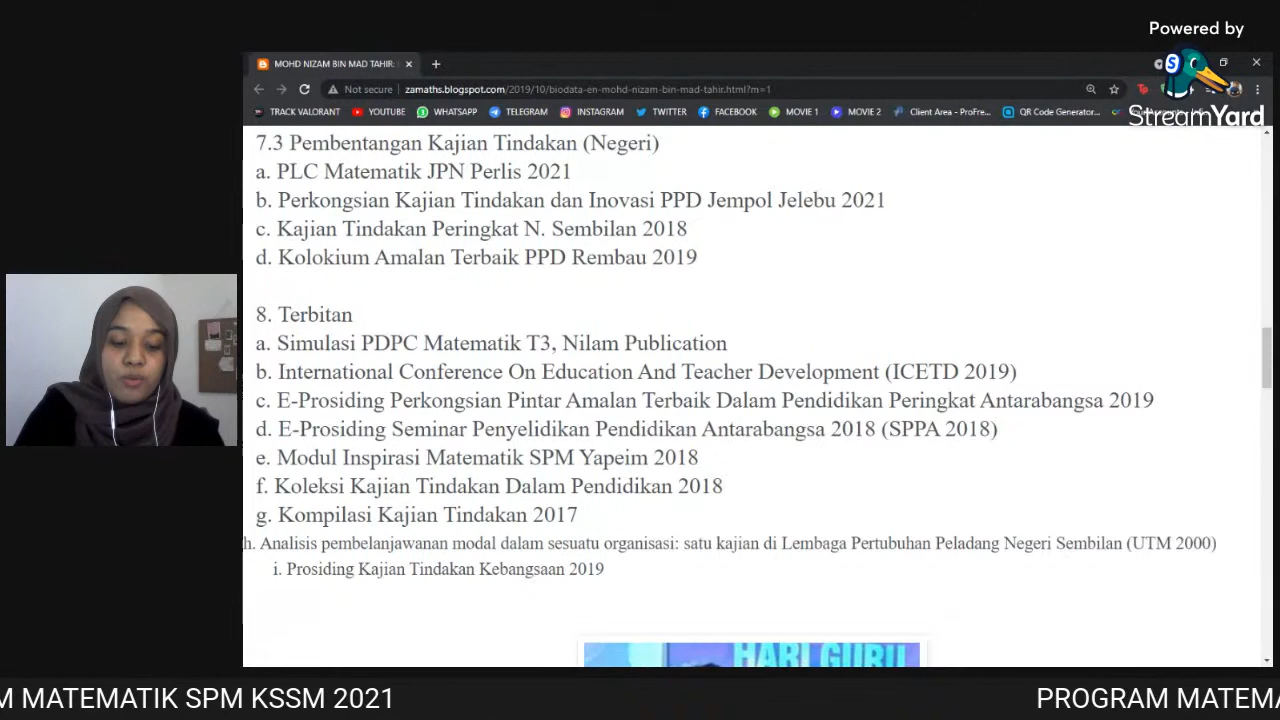 Powered by
StreamYard
MOHD NIZAM BIN MAD TAHIR:
Not secure
zamaths.blogspot.com/2019/10/biodata-en-mohd-nizam-bin-mad-tahir.html?m=1
TRACK VALORANT YOUTUBE WHATSAPP TELEGRAM INSTAGRAM TWITTER FACEBOOK MOVIE 1 MOVIE 2 Client Area - ProFre... QR Code Generator...
7.3 Pembentangan Kajian Tindakan (Negeri)
a. PLC Matematik JPN Perlis 2021
b. Perkongsian Kajian Tindakan dan Inovasi PPD Jempol Jelebu 2021
c. Kajian Tindakan Peringkat N. Sembilan 2018
d. Kolokium Amalan Terbaik PPD Rembau 2019
8. Terbitan
a. Simulasi PDPC Matematik T3, Nilam Publication
b. International Conference On Education And Teacher Development (ICETD 2019)
c. E-Prosiding Perkongsian Pintar Amalan Terbaik Dalam Pendidikan Peringkat Antarabangsa 2019
d. E-Prosiding Seminar Penyelidikan Pendidikan Antarabangsa 2018 (SPPA 2018)
e. Modul Inspirasi Matematik SPM Yapeim 2018
f. Koleksi Kajian Tindakan Dalam Pendidikan 2018
g. Kompilasi Kajian Tindakan 2017
h. Analisis pembelanjawanan modal dalam sesuatu organisasi: satu kajian di Lembaga Pertubuhan Peladang Negeri Sembilan (UTM 2000)
i. Prosiding Kajian Tindakan Kebangsaan 2019
HARI GURU
M MATEMATIK SPM KSSM 2021
PROGRAM MATEMA